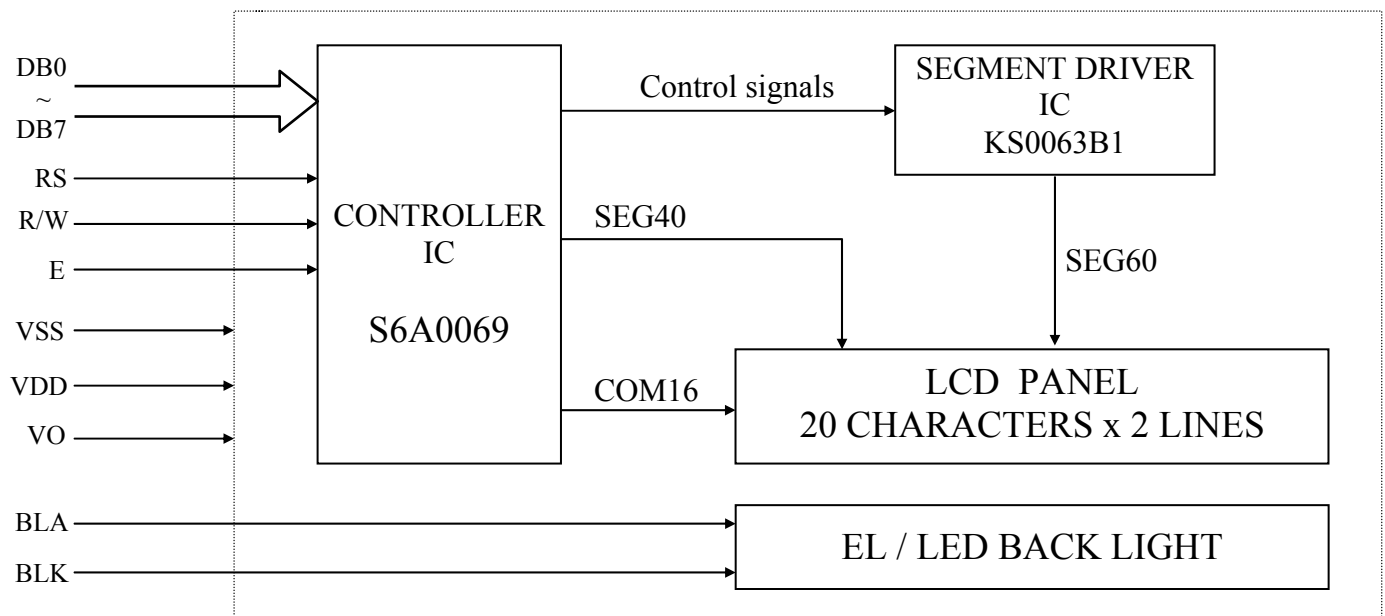 DB0
~
DB7
RS
R/W
E
VSS
VDD
VO
BLA
BLK
CONTROLLER
IC
S6A0069
Control signals
SEG40
COM16
SEGMENT DRIVER
IC
KS0063B1
SEG60
LCD PANEL
20 CHARACTERS x 2 LINES
EL / LED BACK LIGHT